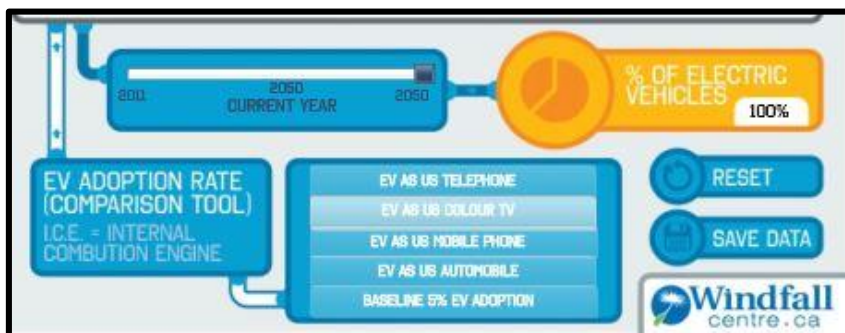 2011
2050
2050
CURRENT YEAR
% OF ELECTRIC
VEHICLES
100%
EV ADOPTION RATE
(COMPARISON TOOL)
I.C.E. = INTERNAL
COMBUTION ENGINE
EV AS US TELEPHONE
EV AS US COLOUR TV
EV AS US MOBILE PHONE
EV AS US AUTOMOBILE
BASELINE 5% EV ADOPTION
RESET
SAVE DATA
Windfall
centre.ca